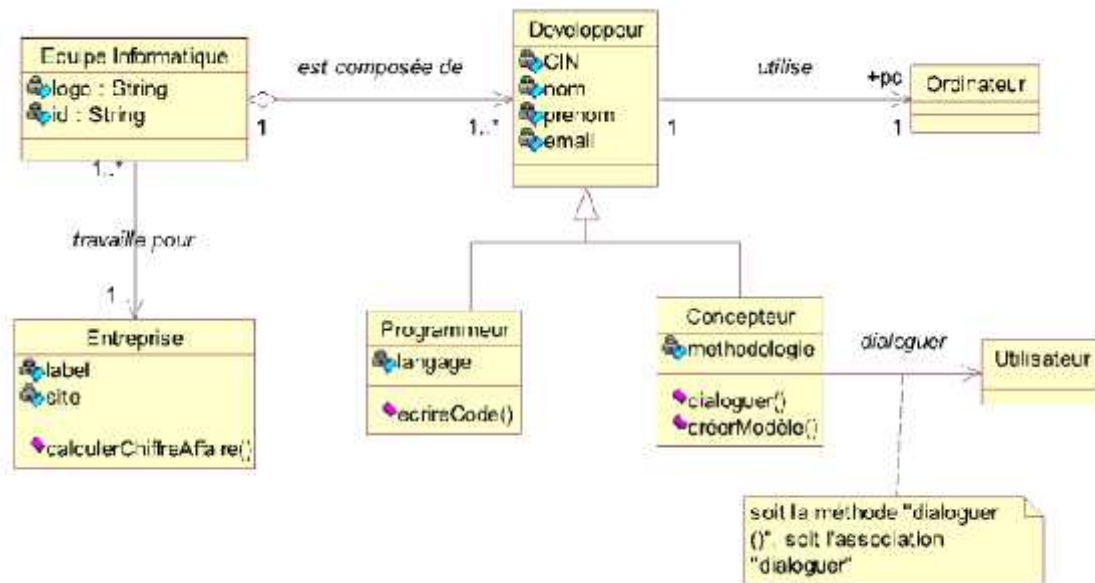 Equipe Informatique
logo : String
id : String
est composée de
1
1..*
Developpeur
CIN
nom
prenom
email
utilise
+pc
1
1
Ordinateur
1..*
travaille pour
1..
Entreprise
label
site
calculerChiffreAffaire()
Programmeur
langage
ecrireCode()
Concepteur
methodologie
dialoguer()
créerModèle()
dialoguer
Utilisateur
soit la méthode "dialoguer
()", soit l'association
"dialoguer"